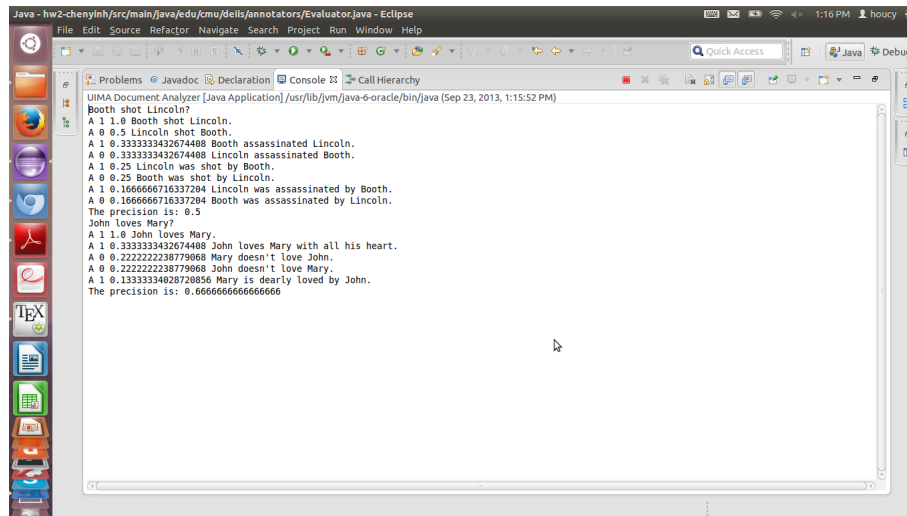 Java - hw2-chenyinh/src/main/java/edu/cmu/deiis/annotators/Evaluator.java - Eclipse
1:16 PM houcy
File Edit Source Refactor Navigate Search Project Run Window Help
Quick Access Java Debu
Problems Javadoc Declaration Console Call Hierarchy
UIMA Document Analyzer [Java Application] /usr/lib/jvm/java-6-oracle/bin/java (Sep 23, 2013, 1:15:52 PM)
Booth shot Lincoln?
A 1 1.0 Booth shot Lincoln.
A 0 0.5 Lincoln shot Booth.
A 1 0.3333333432674408 Booth assassinated Lincoln.
A 0 0.3333333432674408 Lincoln assassinated Booth.
A 1 0.25 Lincoln was shot by Booth.
A 0 0.25 Booth was shot by Lincoln.
A 1 0.1666666716337204 Lincoln was assassinated by Booth.
A 0 0.1666666716337204 Booth was assassinated by Lincoln.
The precision is: 0.5
John loves Mary?
A 1 1.0 John loves Mary.
A 1 0.3333333432674408 John loves Mary with all his heart.
A 0 0.2222222238779068 Mary doesn't love John.
A 0 0.2222222238779068 John doesn't love Mary.
A 1 0.13333334028720856 Mary is dearly loved by John.
The precision is: 0.6666666666666666
TEX